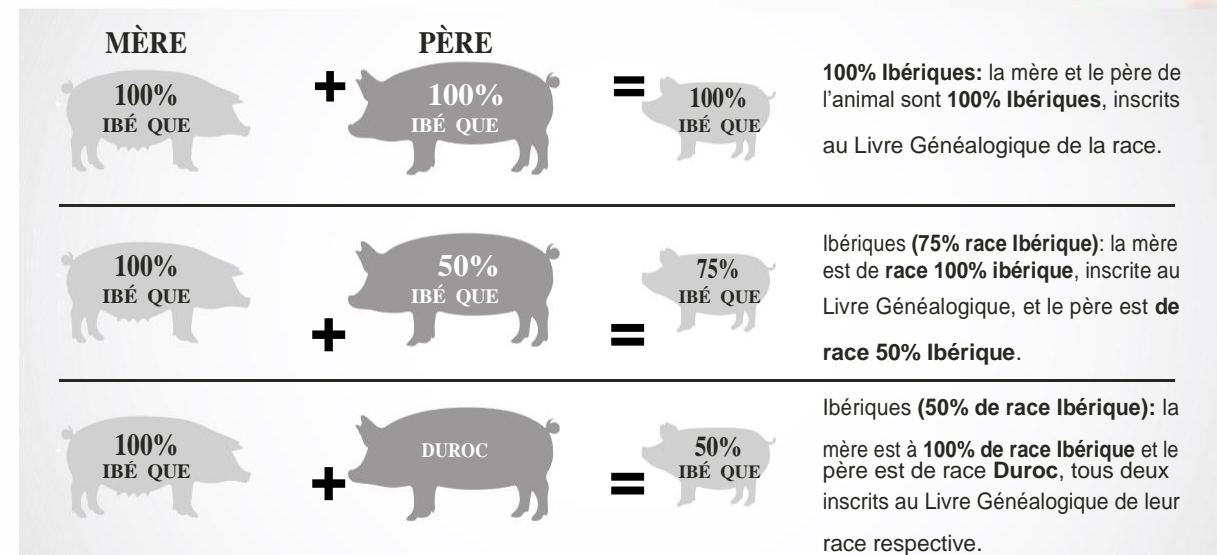 MÈRE PÈRE
100% IBÉ QUE
+
100% IBÉ QUE
=
100% IBÉ QUE
100% Ibériques: la mère et le père de
l'animal sont 100% Ibériques, inscrits
au Livre Généalogique de la race.
100% IBÉ QUE
+
50% IBÉ QUE
=
75% IBÉ QUE
Ibériques (75% race Ibérique): la mère
est de race 100% ibérique, inscrite au
Livre Généalogique, et le père est de
race 50% Ibérique.
100% IBÉ QUE
+
DUROC
=
50% IBÉ QUE
Ibériques (50% de race Ibérique): la
mère est à 100% de race Ibérique et le
père est de race Duroc, tous deux
inscrits au Livre Généalogique de leur
race respective.